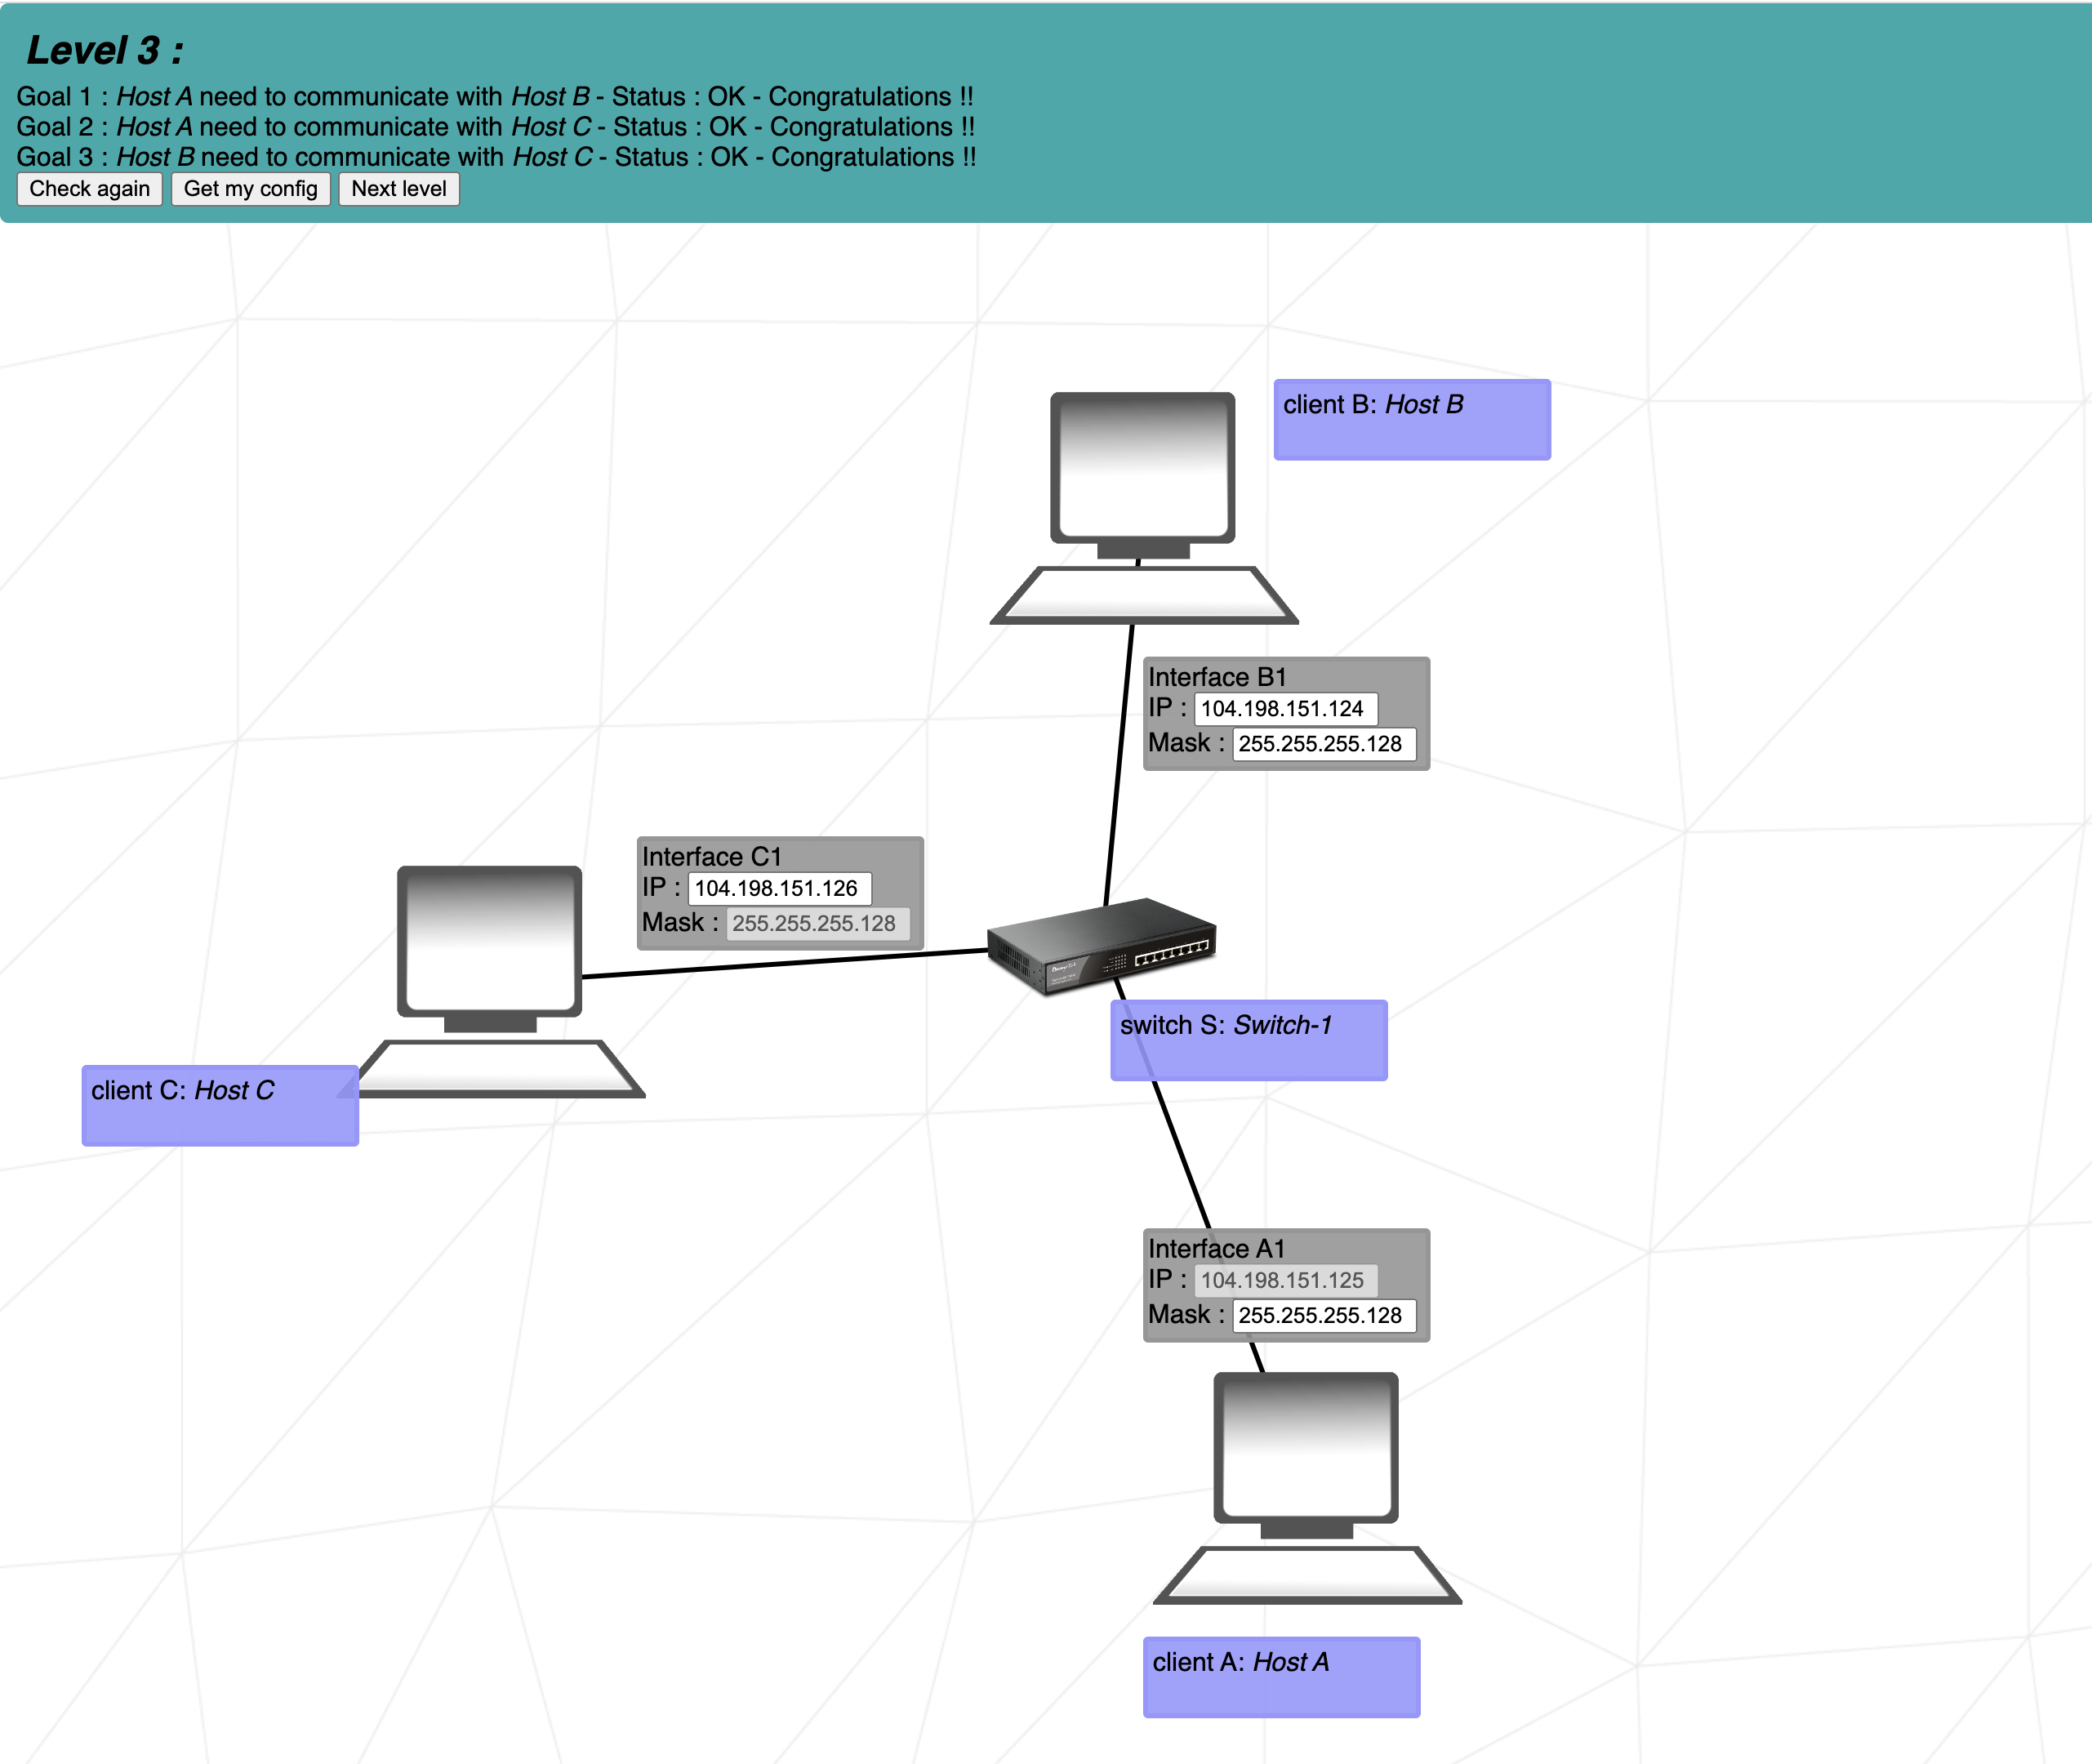 Level 3 :
Goal 1 : Host A need to communicate with Host B - Status : OK - Congratulations !!
Goal 2 : Host A need to communicate with Host C - Status : OK - Congratulations !!
Goal 3 : Host B need to communicate with Host C - Status : OK - Congratulations !!
Check again Get my config Next level
client B: Host B
Interface B1
IP : 104.198.151.124
Mask : 255.255.255.128
Interface C1
IP : 104.198.151.126
Mask : 255.255.255.128
switch S: Switch-1
client C: Host C
Interface A1
IP : 104.198.151.125
Mask : 255.255.255.128
client A: Host A